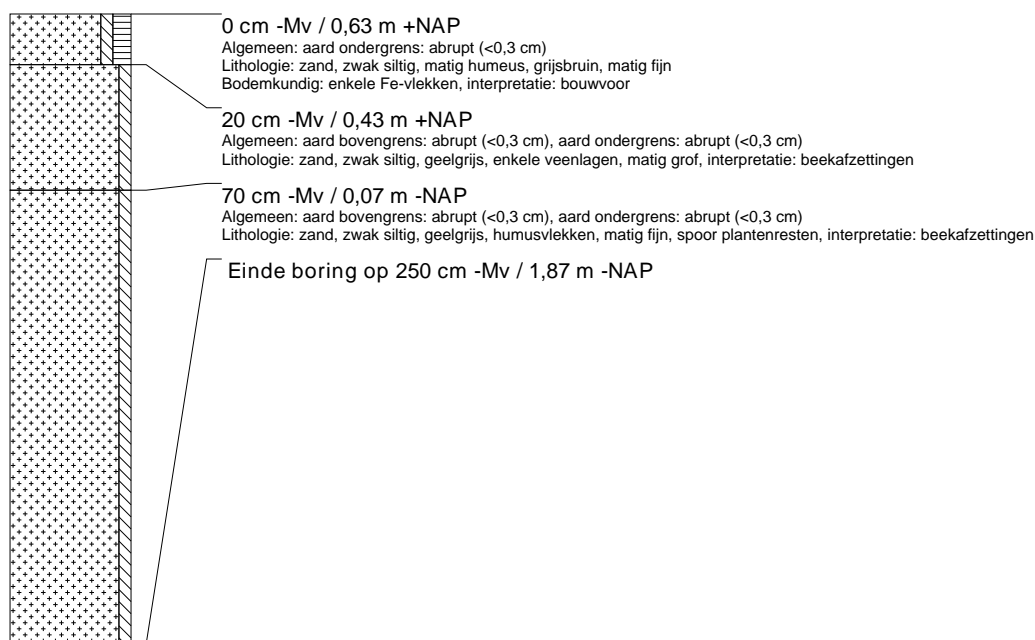 0 cm -Mv / 0,63 m +NAP
Algemeen: aard ondergrens: abrupt (<0,3 cm)
Lithologie: zand, zwak siltig, matig humeus, grijsbruin, matig fijn
Bodemkundig: enkele Fe-vlekken, interpretatie: bouwvoor
20 cm -Mv / 0,43 m +NAP
Algemeen: aard bovengrens: abrupt (<0,3 cm), aard ondergrens: abrupt (<0,3 cm)
Lithologie: zand, zwak siltig, geelgrijs, enkele veenlagen, matig grof, interpretatie: beekafzettingen
70 cm -Mv / 0,07 m -NAP
Algemeen: aard bovengrens: abrupt (<0,3 cm), aard ondergrens: abrupt (<0,3 cm)
Lithologie: zand, zwak siltig, geelgrijs, humusvlekken, matig fijn, spoor plantenresten, interpretatie: beekafzettingen
Einde boring op 250 cm -Mv / 1,87 m -NAP